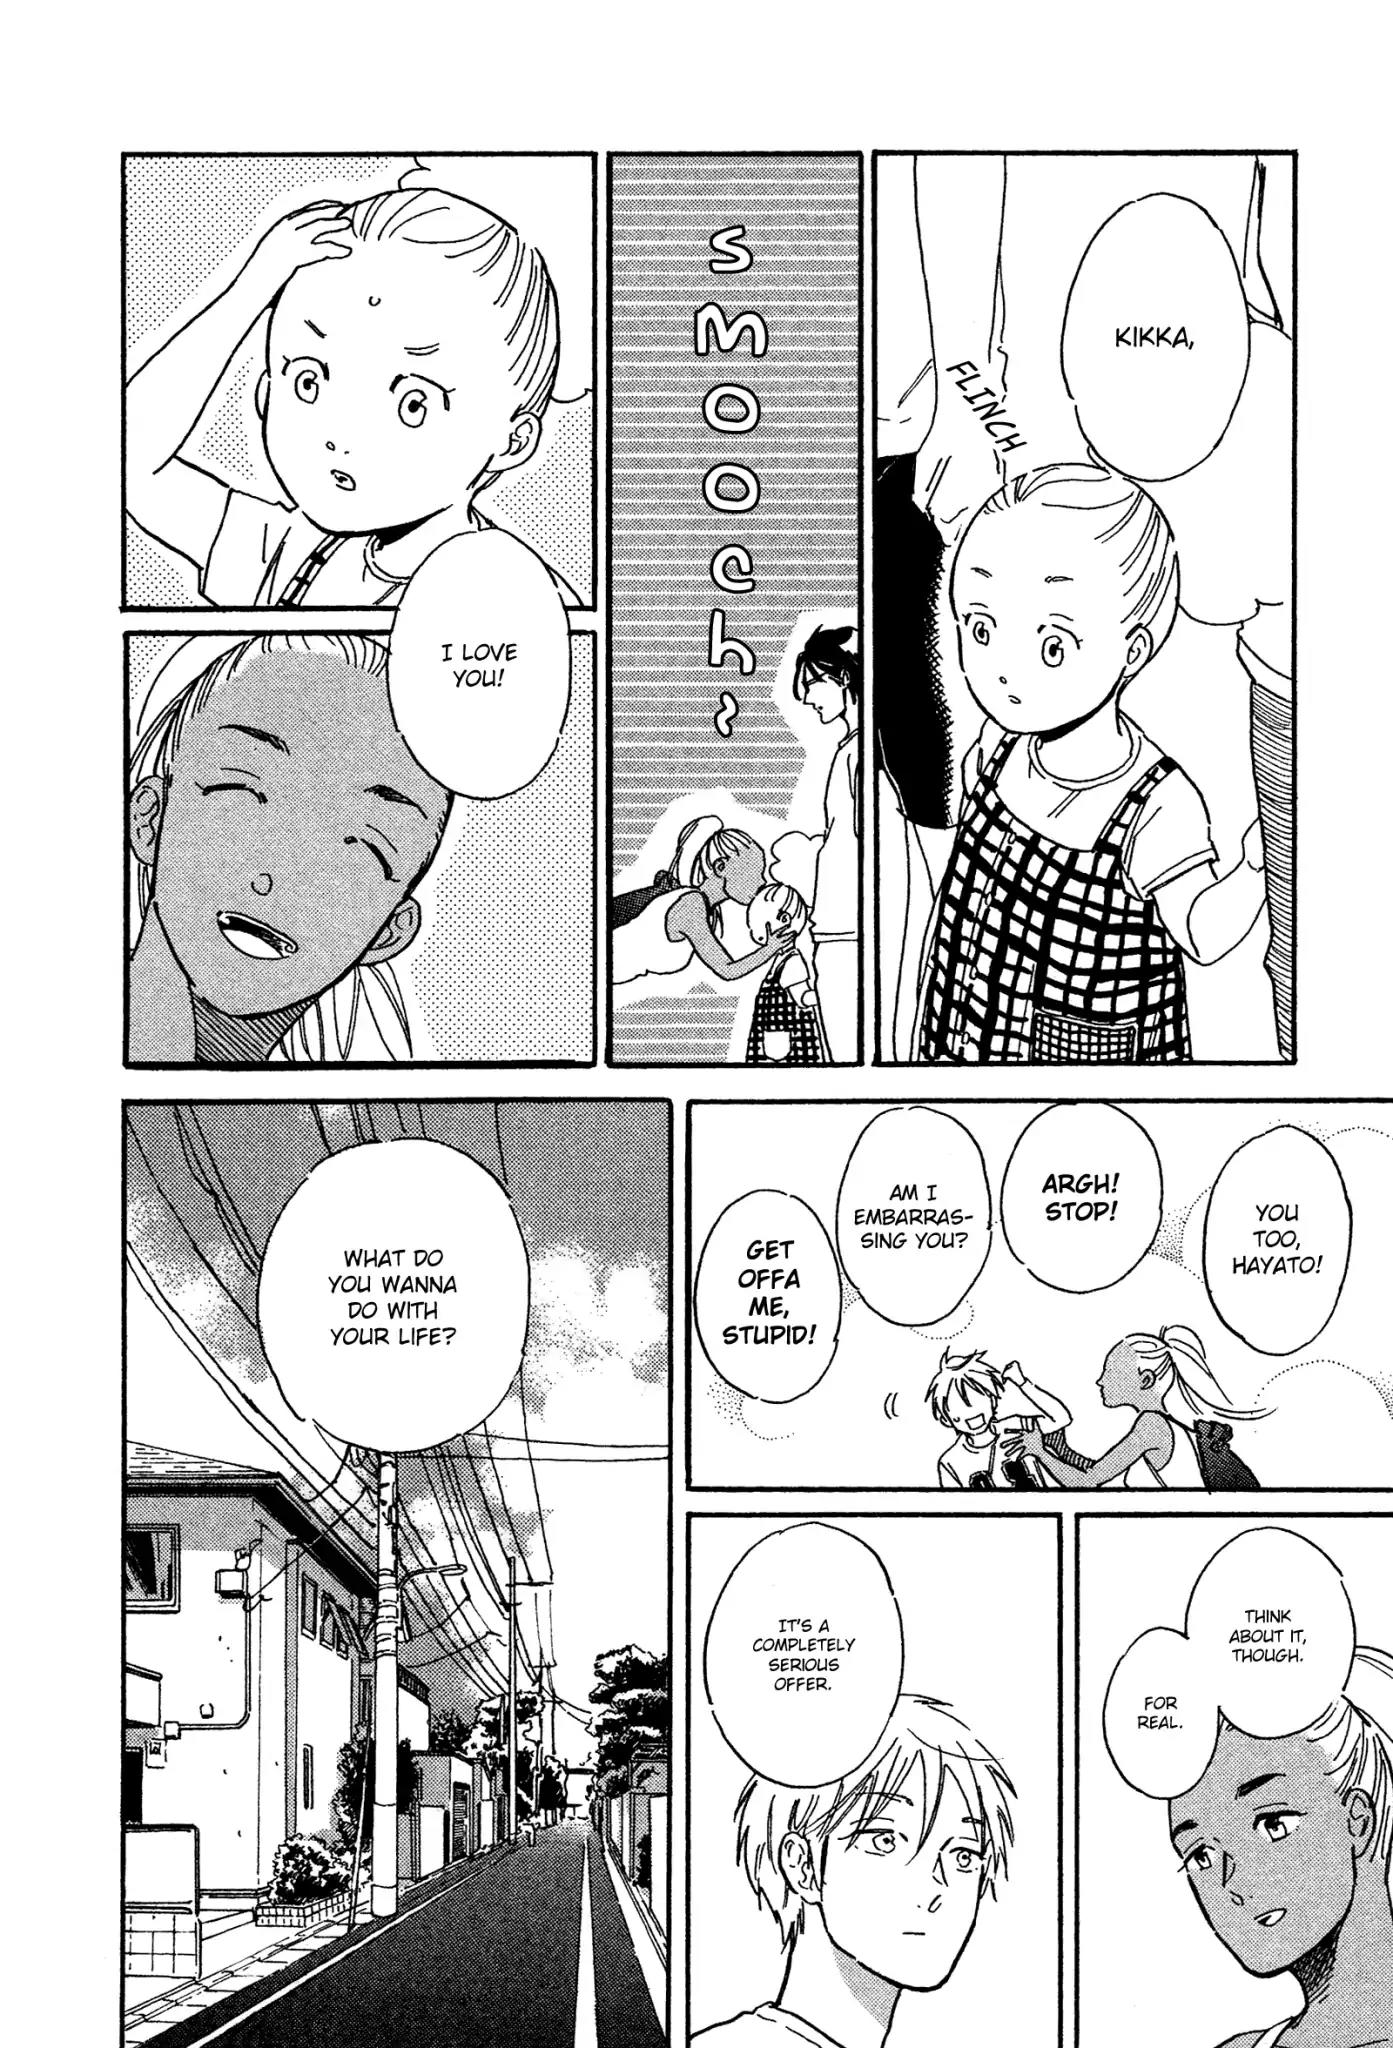 KIKKA,
FLINCH
SMOOCH~
I LOVE
YOU!
YOU
TOO,
HAYATO!
ARGH!
STOP!
AM I
EMBARRAS-
SING YOU?
GET
OFFA
ME,
STUPID!
THINK
ABOUT IT,
THOUGH.
FOR
REAL.
IT'S A
COMPLETELY
SERIOUS
OFFER.
WHAT DO
YOU WANNA
DO WITH
YOUR LIFE?